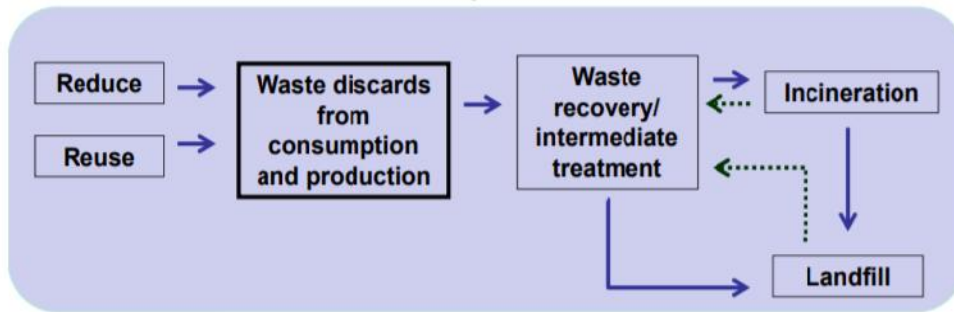 Reduce
Reuse
Waste discards
from
consumption
and production
Waste
recovery/
intermediate
treatment
Incineration
Landfill